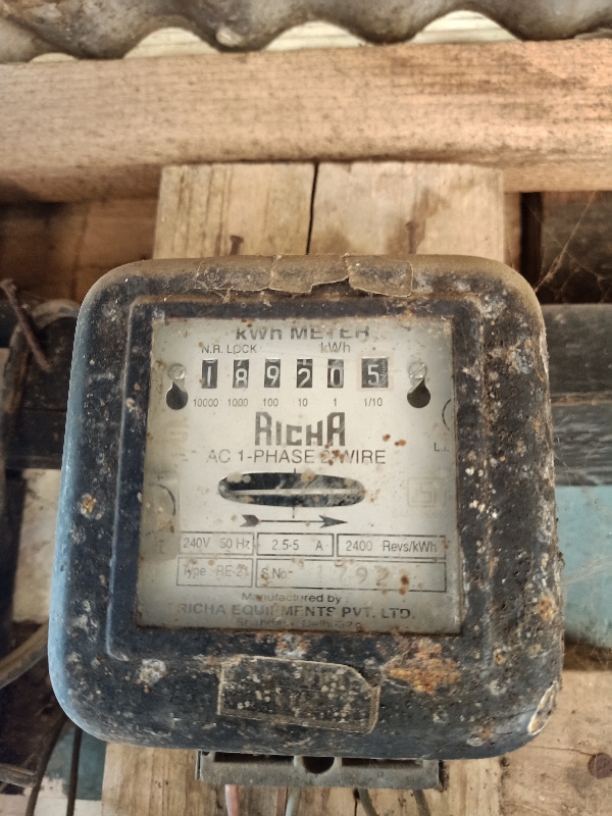 kWh METER
N.R. LOCK kWh
1 8 9 2 0 5
10000 1000 100 10 1 1/10
RICHA
AC 1-PHASE 2 WIRE
240V 50 Hz 2.5-5 A 2400 Revs/kWh
Type : RE-21 S.No-
Manufactured by :
RICHA EQUIPMENTS PVT. LTD.